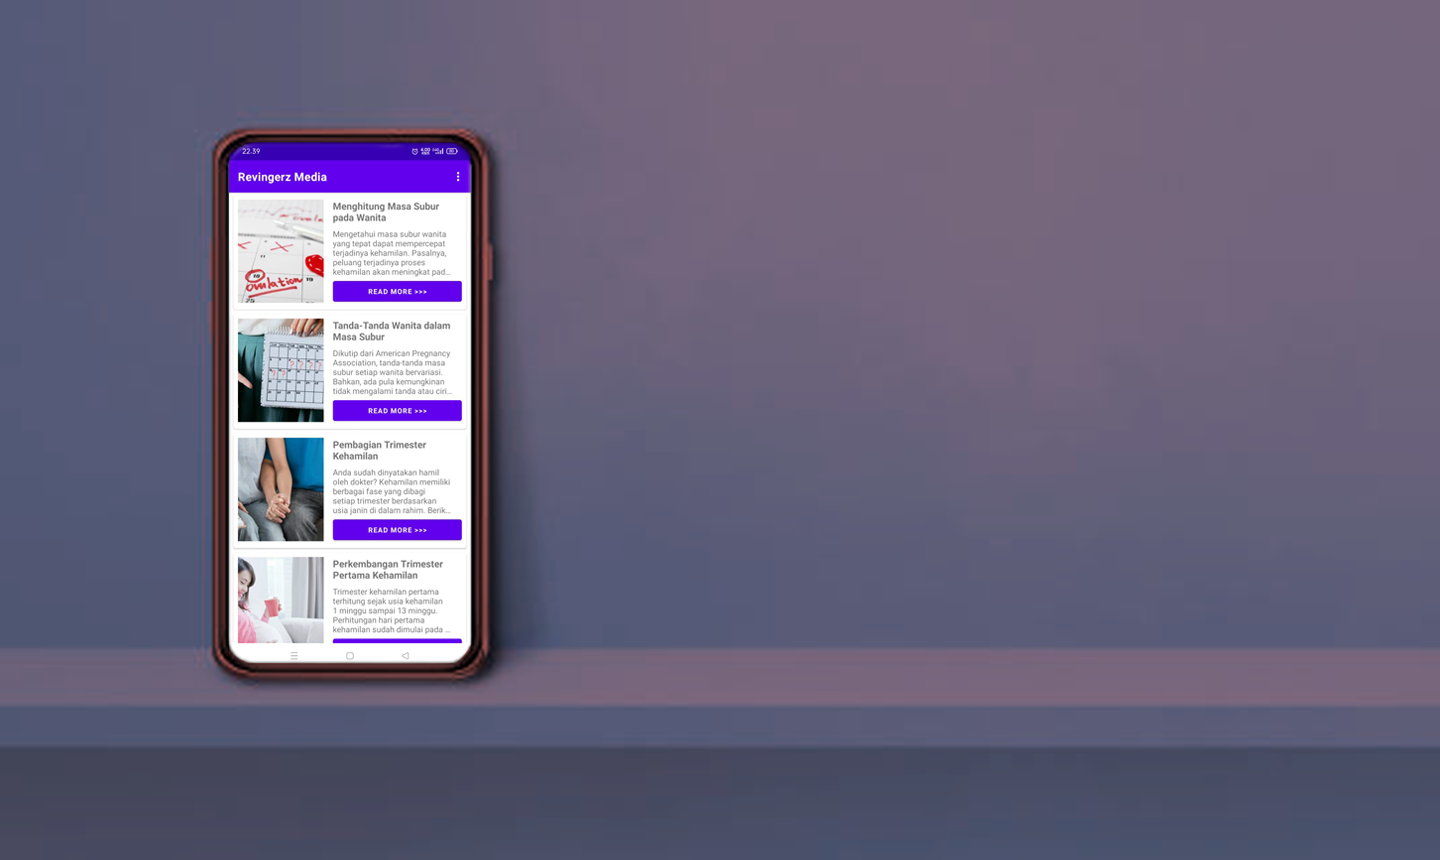 22.39
Revingerz Media
Menghitung Masa Subur
pada Wanita
Mengetahui masa subur wanita
yang tepat dapat mempercepat
terjadinya kehamilan. Pasalnya,
peluang terjadinya proses
kehamilan akan meningkat pad...
ovulation
READ MORE >>>
Tanda-Tanda Wanita dalam
Masa Subur
Dikutip dari American Pregnancy
Association, tanda-tanda masa
subur setiap wanita bervariasi.
Bahkan, ada pula kemungkinan
tidak mengalami tanda atau ciri...
READ MORE >>>
Pembagian Trimester
Kehamilan
Anda sudah dinyatakan hamil
oleh dokter? Kehamilan memiliki
berbagai fase yang dibagi
setiap trimester berdasarkan
usia janin di dalam rahim. Berik...
READ MORE >>>
Perkembangan Trimester
Pertama Kehamilan
Trimester kehamilan pertama
terhitung sejak usia kehamilan
1 minggu sampai 13 minggu.
Perhitungan hari pertama
kehamilan sudah dimulai pada ...